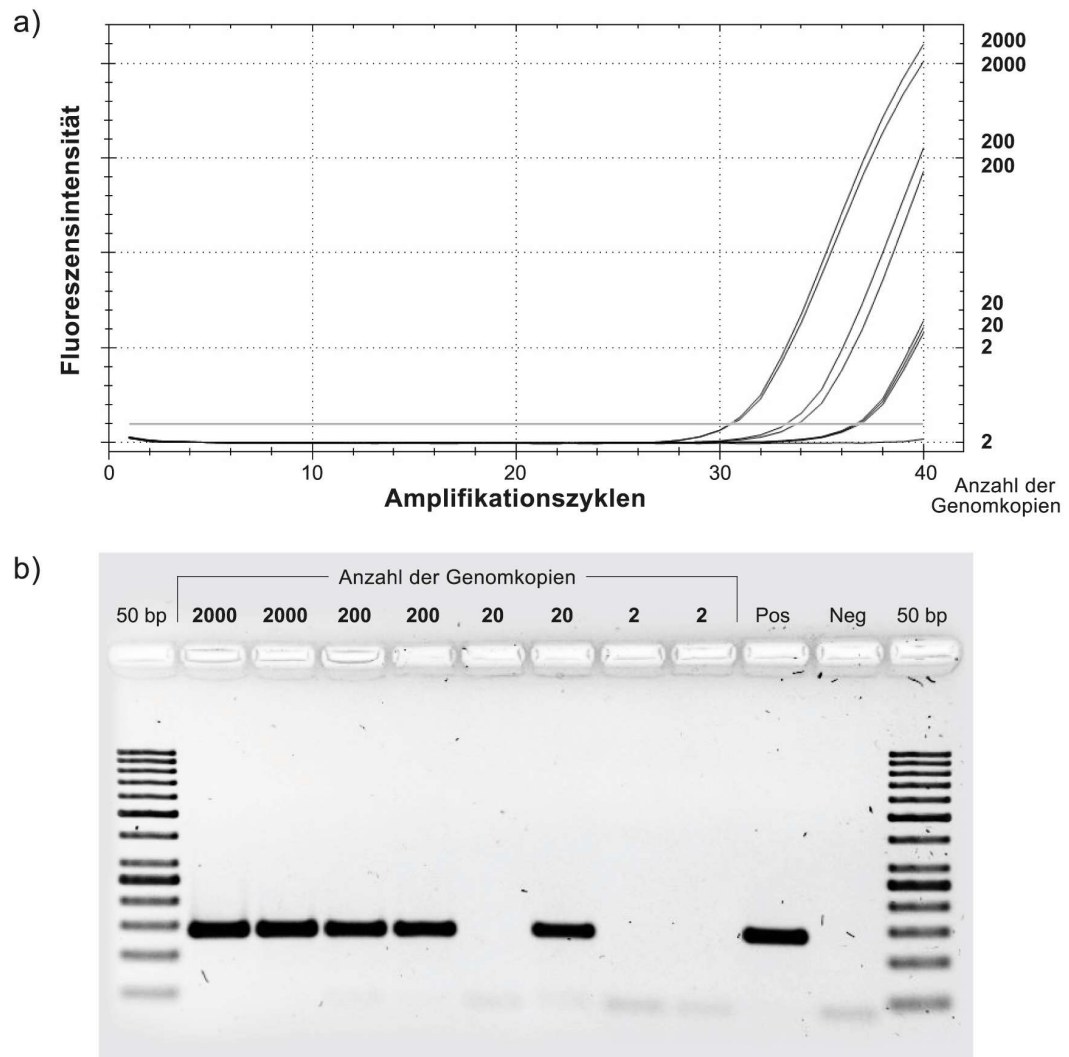 a)
Fluoreszensintität
2000
2000
200
200
20
20
2
2
0 10 20 30 40
Amplifikationszyklen
Anzahl der
Genomkopien
b)
Anzahl der Genomkopien
50 bp 2000 2000 200 200 20 20 2 2 Pos Neg 50 bp